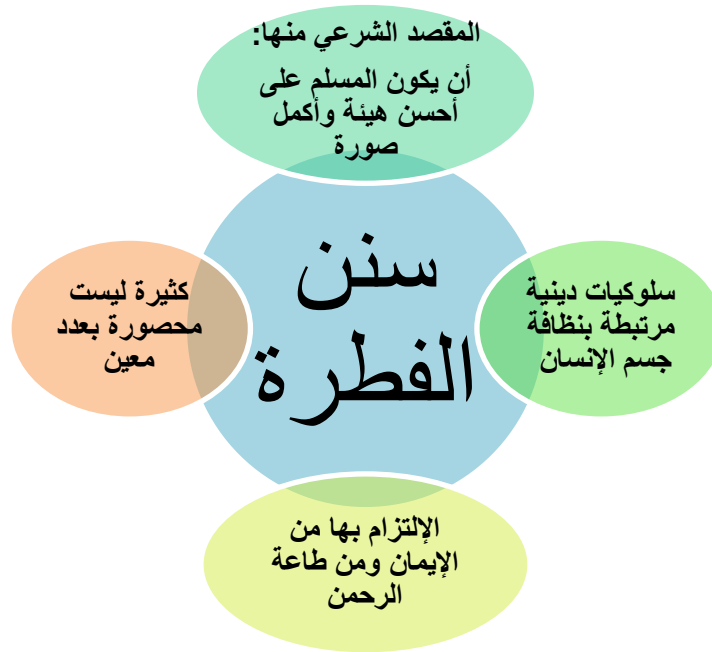 المقصد الشرعي منها:
أن يكون المسلم على
أحسن هيئة وأكمل
صورة
سنن
الفطرة
سلوكيات دينية
مرتبطة بنظافة
جسم الإنسان
الإلتزام بها من
الإيمان ومن طاعة
الرحمن
كثيرة ليست
محصورة بعدد
معين